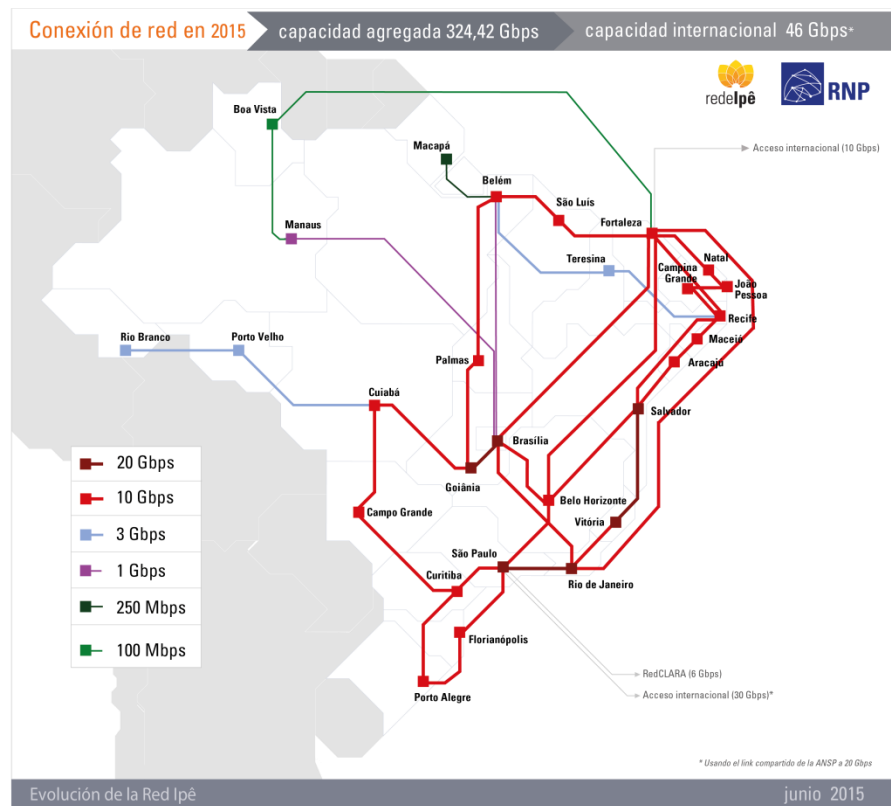 Conexión de red en 2015
capacidad agregada 324,42 Gbps
capacidad internacional 46 Gbps*
redeIpê
RNP
Boa Vista
Macapá
Acceso internacional (10 Gbps)
Belém
São Luís
Fortaleza
Manaus
Teresina
Natal
Campina
Grande
João
Pessoa
Recife
Rio Branco
Porto Velho
Maceió
Palmas
Aracajú
Cuiabá
Salvador
Brasília
20 Gbps
Goiânia
10 Gbps
Belo Horizonte
Campo Grande
Vitória
3 Gbps
São Paulo
1 Gbps
Curitiba
Rio de Janeiro
250 Mbps
Florianópolis
100 Mbps
RedCLARA (6 Gbps)
Porto Alegre
Acceso internacional (30 Gbps)*
* Usando el link compartido de la ANSP a 20 Gbps
Evolución de la Red Ipê
junio 2015